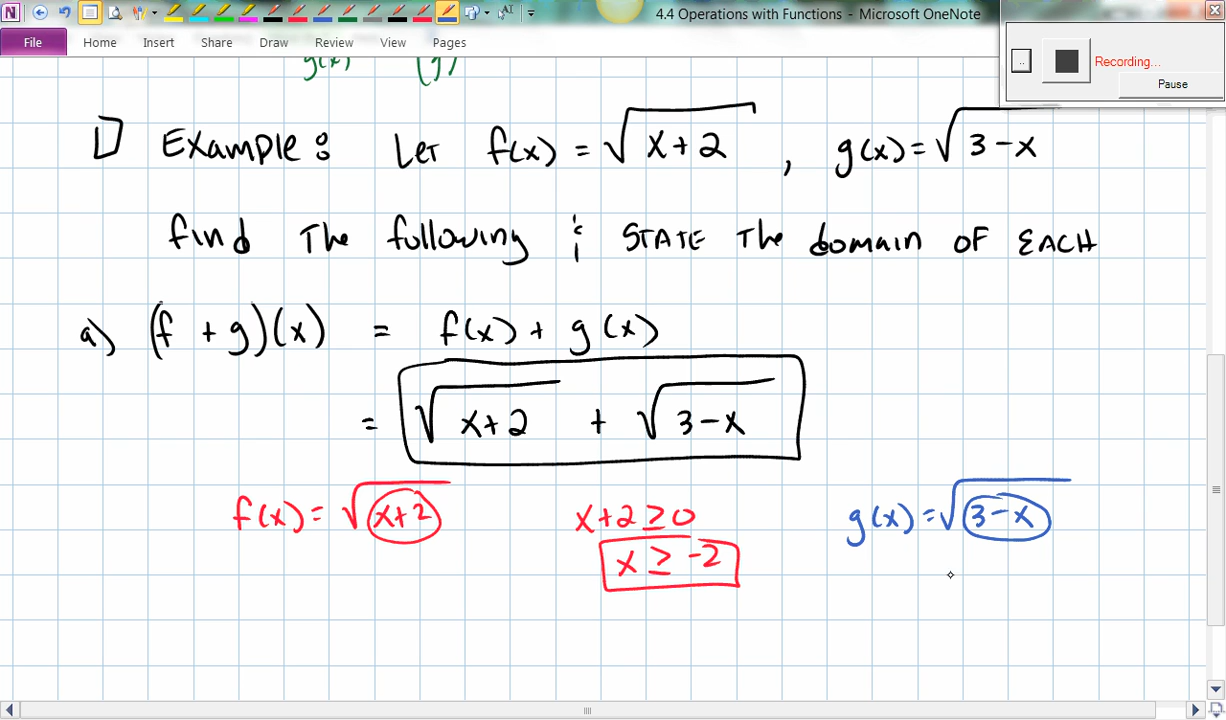 4.4 Operations with Functions - Microsoft OneNote
File Home Insert Share Draw Review View Pages
Recording...
Pause
g(x) (g)
1) Example: Let f(x) = √(x+2) , g(x) = √(3-x)
find The following & STATE The domain OF EACH
a) (f + g)(x) = f(x) + g(x)
= √(x+2) + √(3-x)
f(x) = √(x+2) x+2 ≥ 0 g(x) = √(3-x)
x ≥ -2